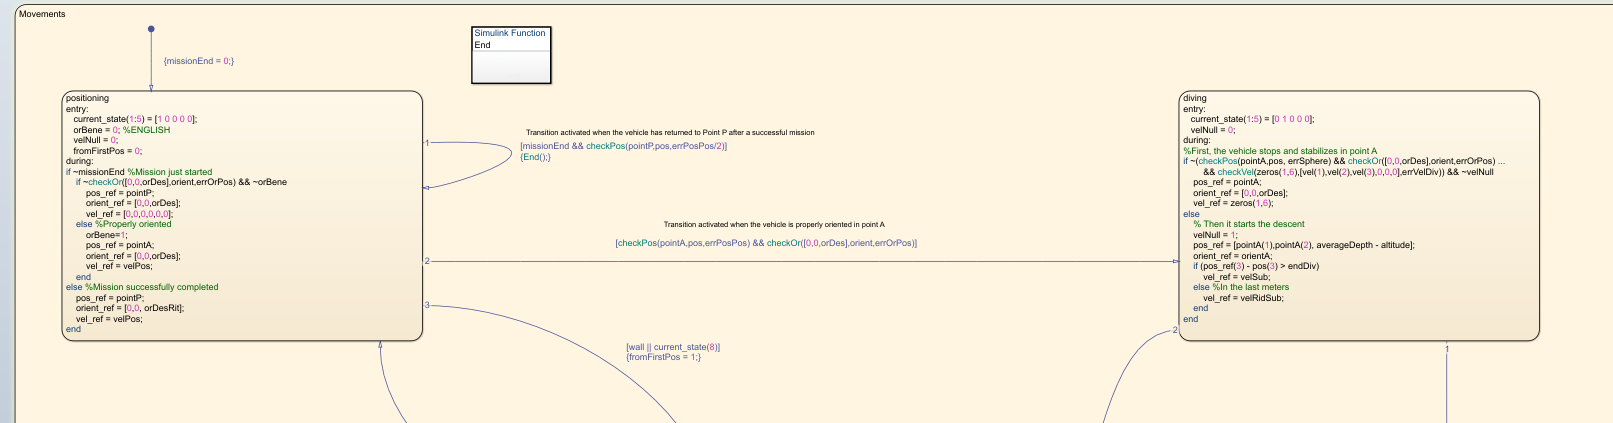 Movements
{missionEnd = 0;}
Simulink Function
End
positioning
entry:
current_state(1:5) = [1 0 0 0 0];
orBene = 0; %ENGLISH
velNull = 0;
fromFirstPos = 0;
during:
if ~missionEnd %Mission just started
if ~checkOr([0,0,orDes],orient,errOrPos) && ~orBene
pos_ref = pointP;
orient_ref = [0,0,orDes];
vel_ref = [0,0,0,0,0,0];
else %Properly oriented
orBene=1;
pos_ref = pointA;
orient_ref = [0,0,orDes];
vel_ref = velPos;
end
else %Mission successfully completed
pos_ref = pointP;
orient_ref = [0,0, orDesRit];
vel_ref = velPos;
end
1
Transition activated when the vehicle has returned to Point P after a successful mission
[missionEnd && checkPos(pointP,pos,errPosPos/2)]
{End();}
2
Transition activated when the vehicle is properly oriented in point A
[checkPos(pointA,pos,errPosPos) && checkOr([0,0,orDes],orient,errOrPos)]
3
[wall || current_state(8)]
{fromFirstPos = 1;}
diving
entry:
current_state(1:5) = [0 1 0 0 0];
velNull = 0;
during:
%First, the vehicle stops and stabilizes in point A
if ~(checkPos(pointA,pos, errSphere) && checkOr([0,0,orDes],orient,errOrPos) ...
&& checkVel(zeros(1,6),[vel(1),vel(2),vel(3),0,0,0],errVelDiv)) && ~velNull
pos_ref = pointA;
orient_ref = [0,0,orDes];
vel_ref = zeros(1,6);
else
% Then it starts the descent
velNull = 1;
pos_ref = [pointA(1),pointA(2), averageDepth - altitude];
orient_ref = orientA;
if (pos_ref(3) - pos(3) > endDiv)
vel_ref = velSub;
else %In the last meters
vel_ref = velRidSub;
end
end
2
1